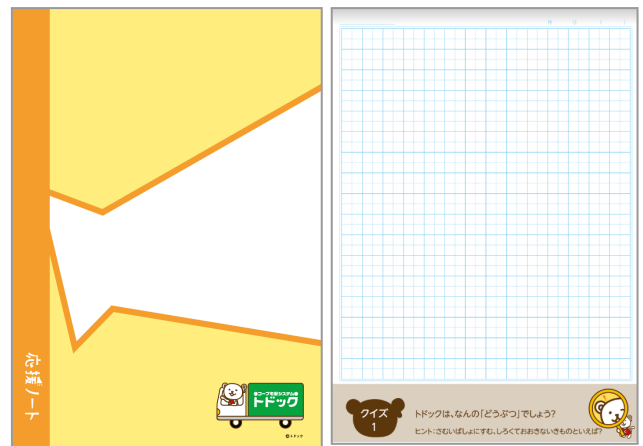 応援ノート
コープ宅配システム
トドック
©トドック
クイズ
1
トドックは、なんの「どうぶつ」でしょう？
ヒント：さむいばしょにすむ、しろくておおきないきものといえば？